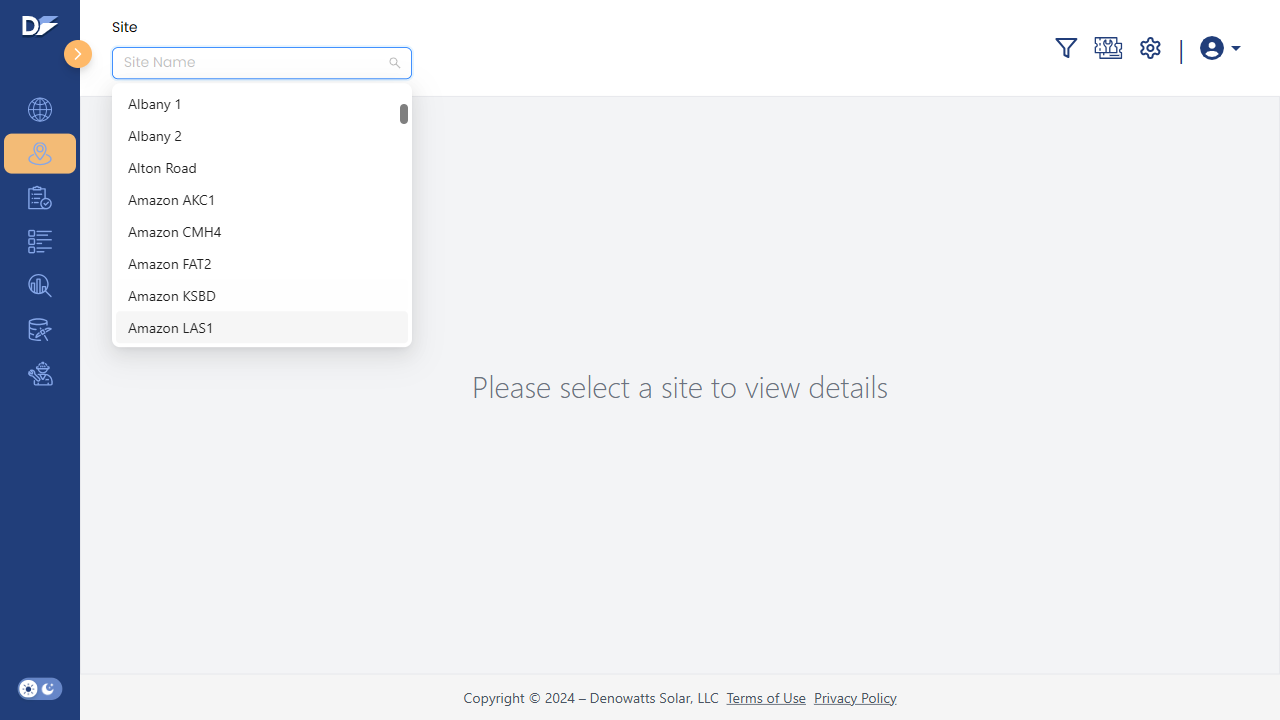 Site
Site Name
Albany 1
Albany 2
Alton Road
Amazon AKC1
Amazon CMH4
Amazon FAT2
Amazon KSBD
Amazon LAS1
Please select a site to view details
Copyright © 2024 – Denowatts Solar, LLC Terms of Use Privacy Policy